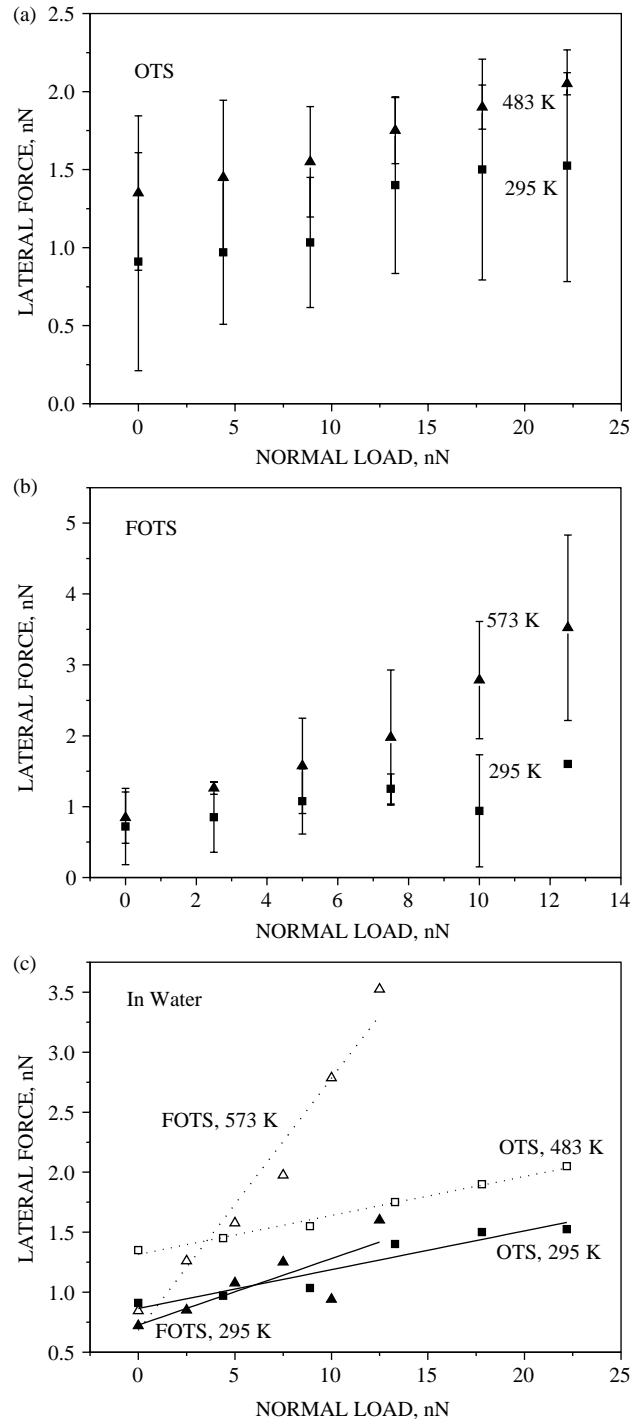 (a)
OTS
483 K
295 K
LATERAL FORCE, nN
2.5
2.0
1.5
1.0
0.5
0.0
0 5 10 15 20 25
NORMAL LOAD, nN
(b)
FOTS
573 K
295 K
LATERAL FORCE, nN
5
4
3
2
1
0
0 2 4 6 8 10 12 14
NORMAL LOAD, nN
(c)
In Water
FOTS, 573 K
OTS, 483 K
OTS, 295 K
FOTS, 295 K
LATERAL FORCE, nN
3.5
3.0
2.5
2.0
1.5
1.0
0.5
0 5 10 15 20 25
NORMAL LOAD, nN